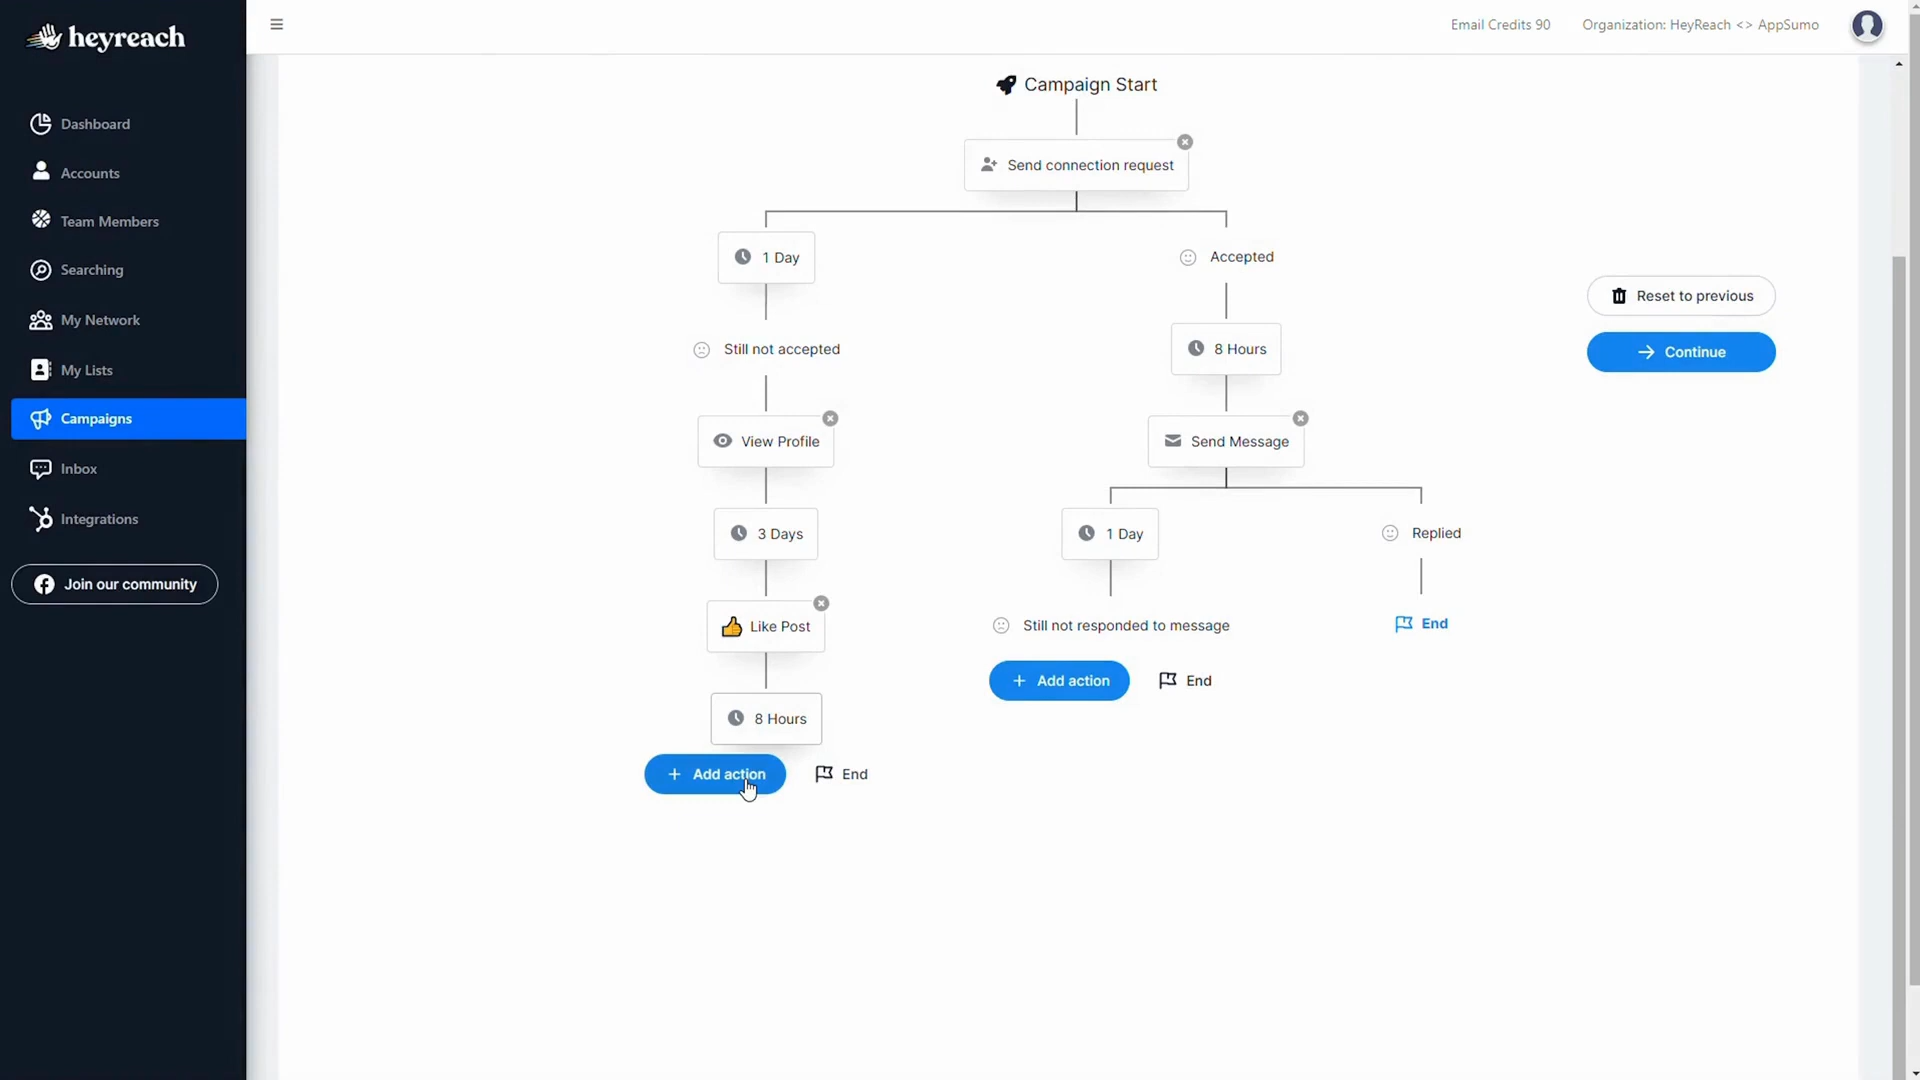 heyreach
Email Credits 90
Organization: HeyReach <> AppSumo
Dashboard
Accounts
Team Members
Searching
My Network
My Lists
Campaigns
Inbox
Integrations
Join our community
Campaign Start
Send connection request
1 Day
Accepted
Still not accepted
8 Hours
View Profile
Send Message
3 Days
1 Day
Replied
Like Post
Still not responded to message
End
Add action
End
8 Hours
Add action
End
Reset to previous
Continue